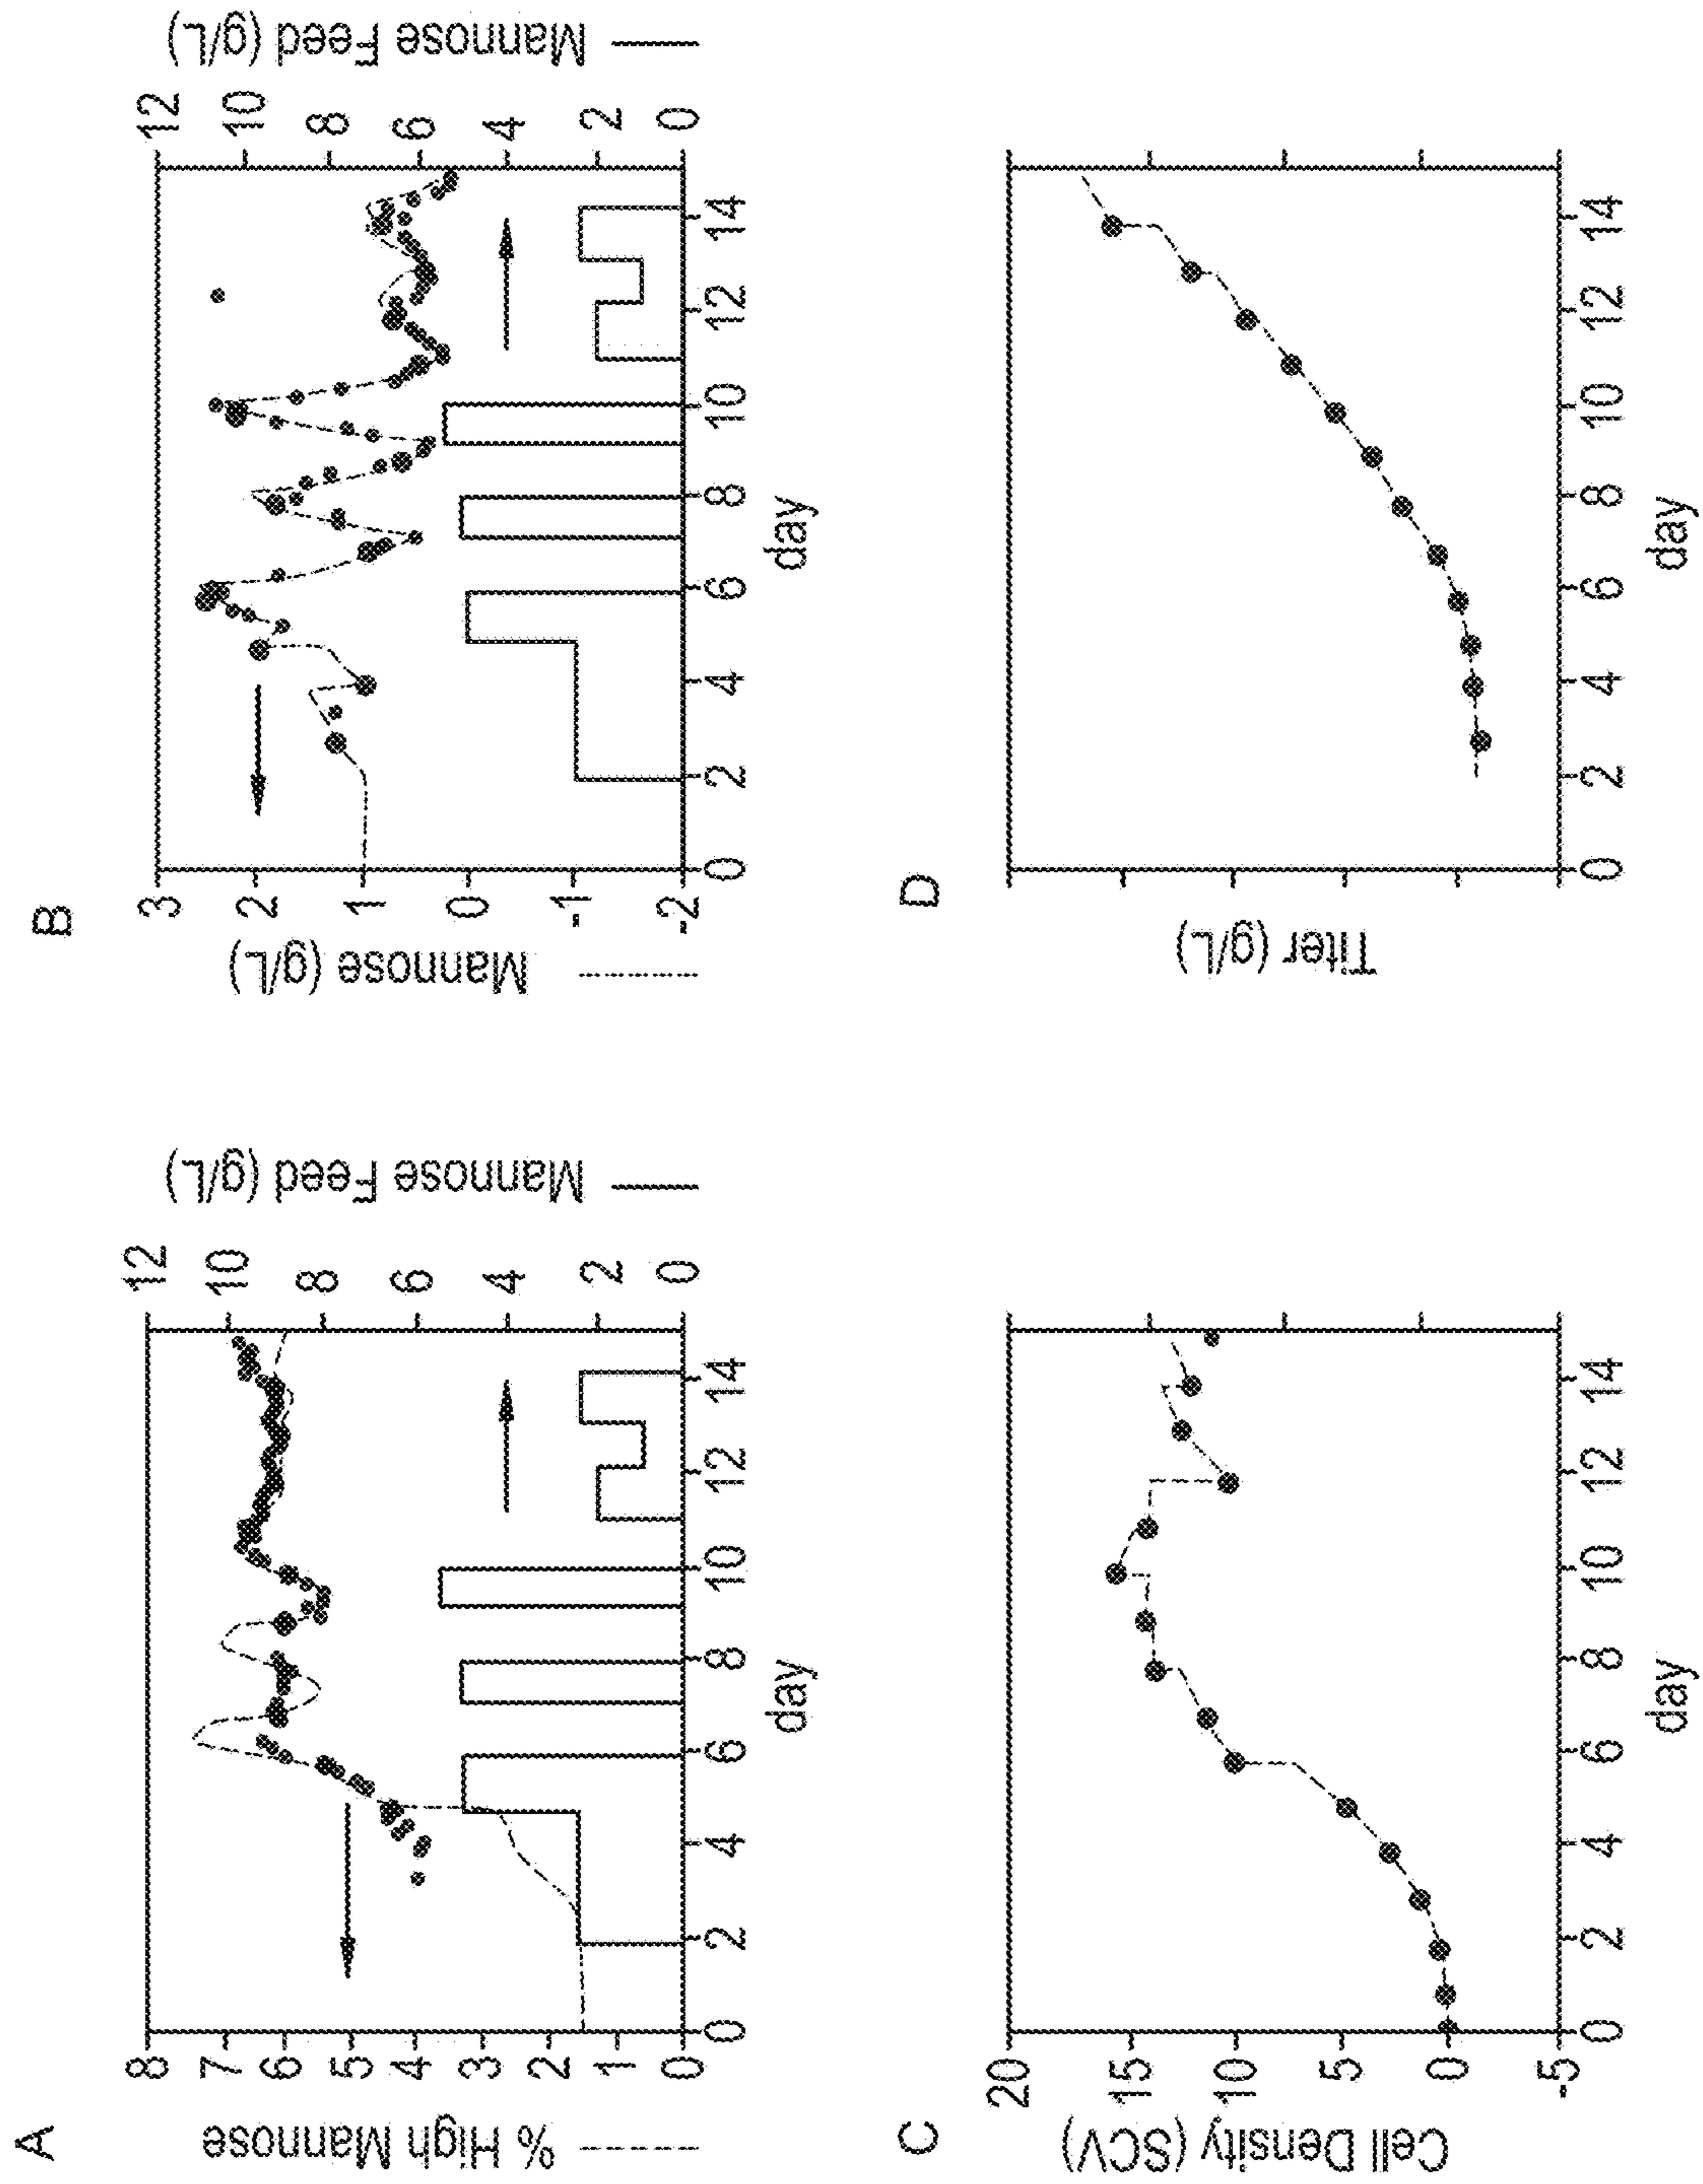 A
% High Mannose
8
7
6
5
4
3
2
1
0
0 2 4 6 8 10 12 14
day
12
10
8
6
4
2
0
Mannose Feed (g/L)
B
Mannose (g/L)
3
2
1
0
-1
-2
0 2 4 6 8 10 12 14
day
12
10
8
6
4
2
0
Mannose Feed (g/L)
C
Cell Density (SCV)
20
15
10
5
0
-5
0 2 4 6 8 10 12 14
day
D
Titer (g/L)
0 2 4 6 8 10 12 14
day